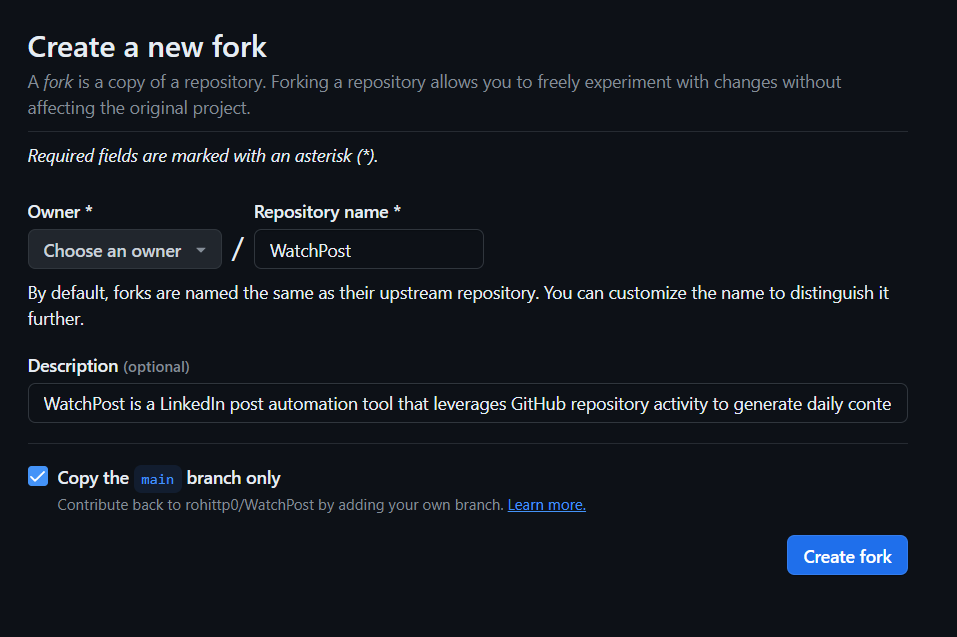 Create a new fork
A fork is a copy of a repository. Forking a repository allows you to freely experiment with changes without
affecting the original project.
Required fields are marked with an asterisk (*).
Owner *
Repository name *
Choose an owner
/
WatchPost
By default, forks are named the same as their upstream repository. You can customize the name to distinguish it
further.
Description (optional)
WatchPost is a LinkedIn post automation tool that leverages GitHub repository activity to generate daily conte
Copy the main branch only
Contribute back to rohittp0/WatchPost by adding your own branch. Learn more.
Create fork